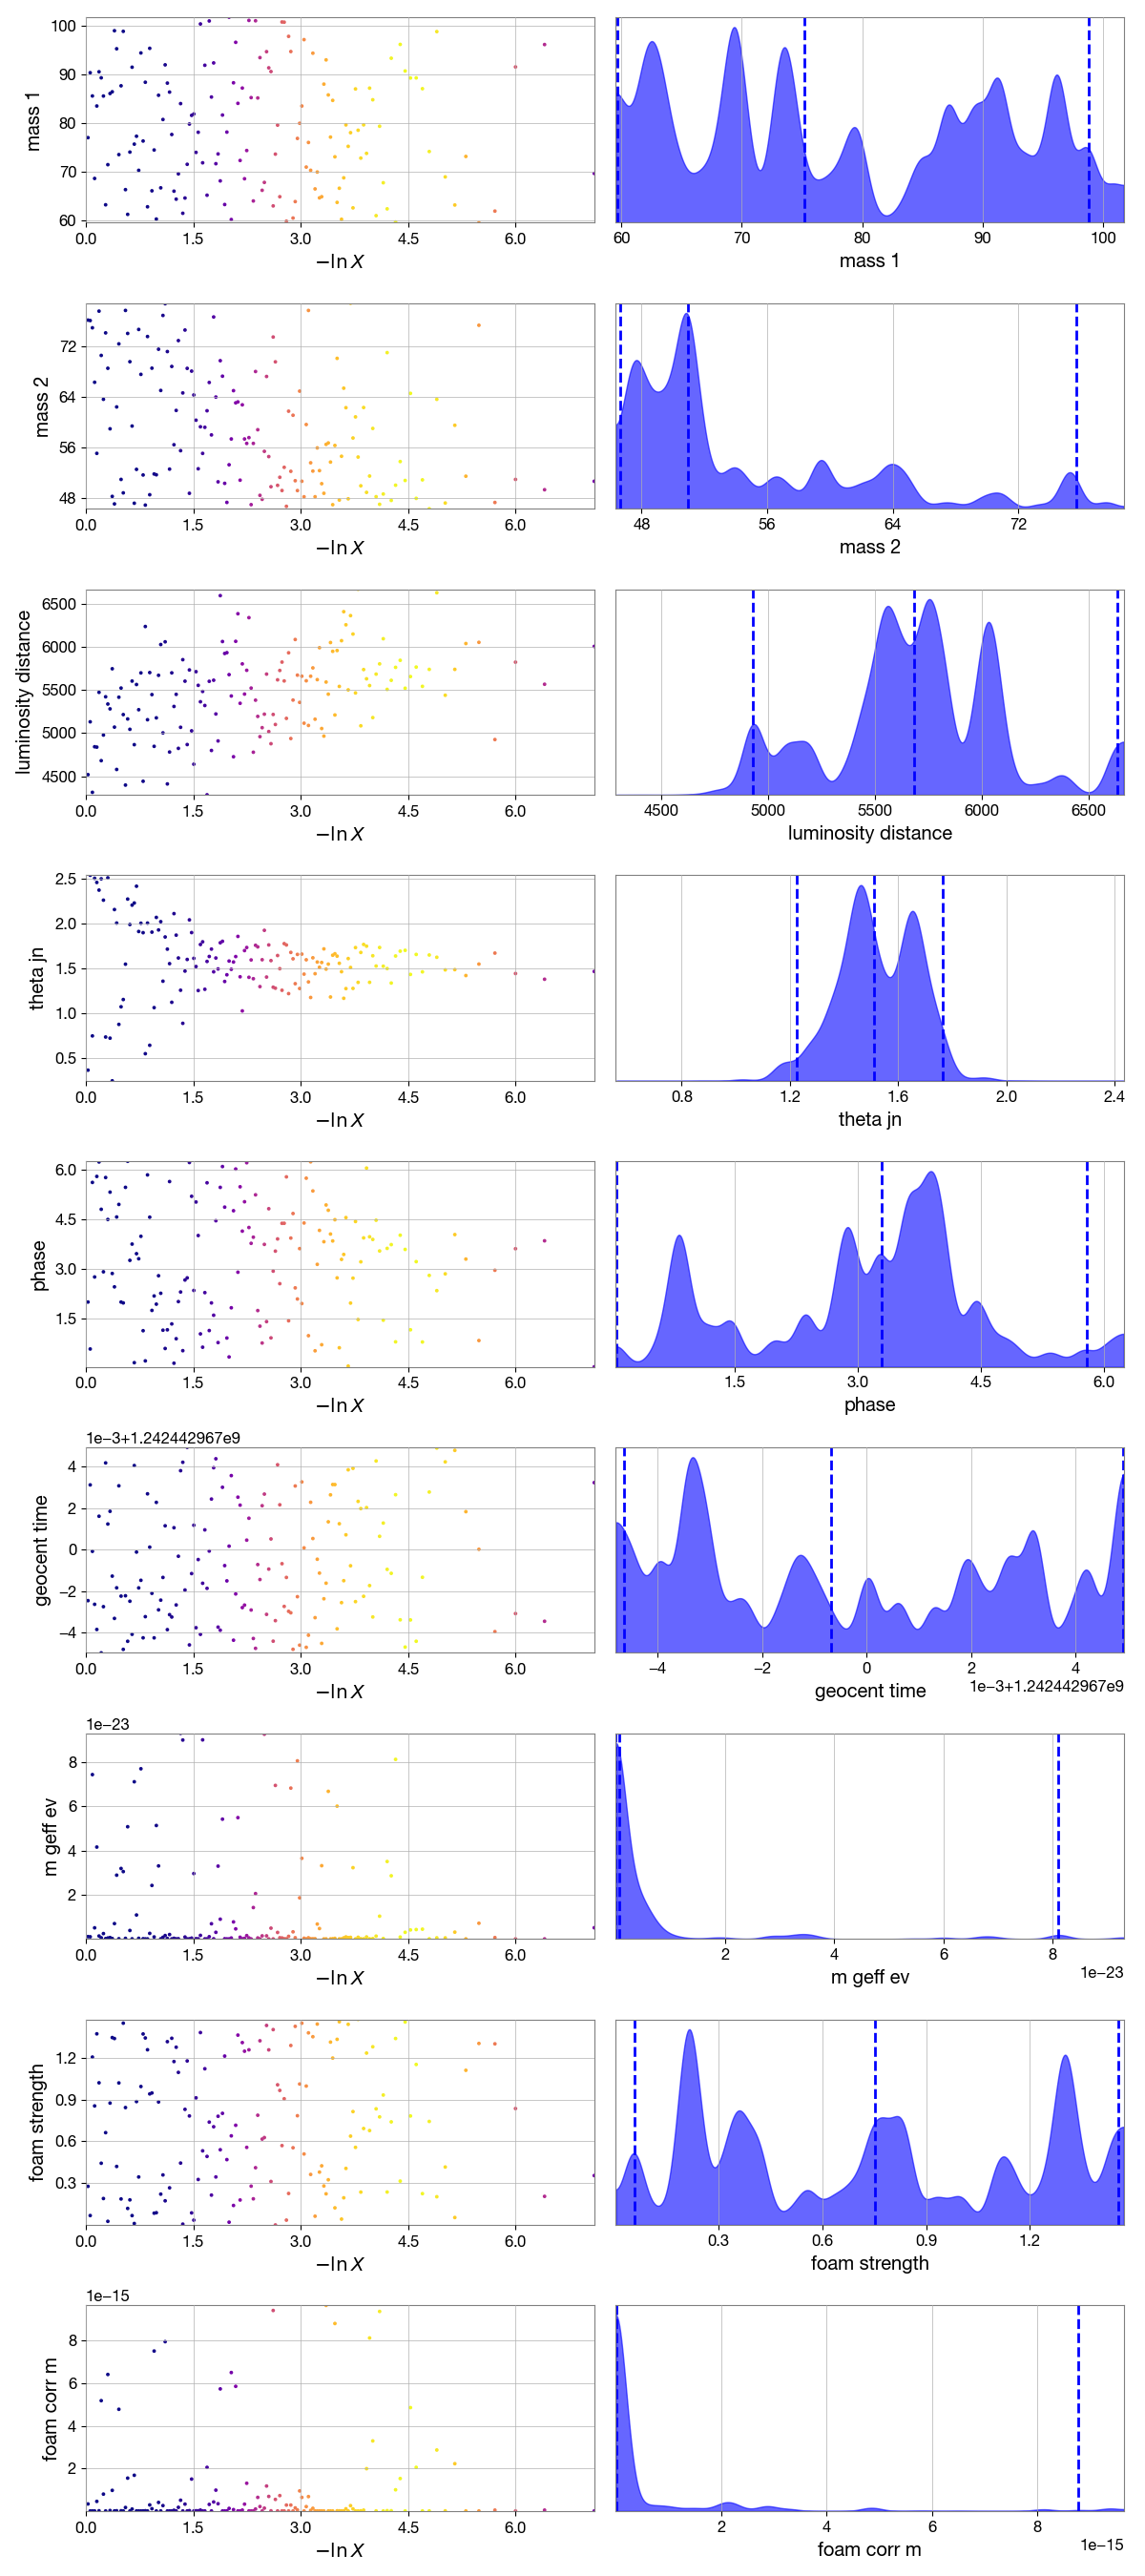 100
90
80
70
60
mass 1
0.0 1.5 3.0 4.5 6.0
−ln X
60 70 80 90 100
mass 1
72
64
56
48
mass 2
0.0 1.5 3.0 4.5 6.0
−ln X
48 56 64 72
mass 2
6500
6000
5500
5000
4500
luminosity distance
0.0 1.5 3.0 4.5 6.0
−ln X
4500 5000 5500 6000 6500
luminosity distance
2.5
2.0
1.5
1.0
0.5
theta jn
0.0 1.5 3.0 4.5 6.0
−ln X
0.8 1.2 1.6 2.0 2.4
theta jn
6.0
4.5
3.0
1.5
phase
0.0 1.5 3.0 4.5 6.0
−ln X
1.5 3.0 4.5 6.0
phase
1e−3+1.242442967e9
4
2
0
−2
−4
geocent time
0.0 1.5 3.0 4.5 6.0
−ln X
−4 −2 0 2 4
geocent time
1e−3+1.242442967e9
1e−23
8
6
4
2
m geff ev
0.0 1.5 3.0 4.5 6.0
−ln X
2 4 6 8
m geff ev
1e−23
1.2
0.9
0.6
0.3
foam strength
0.0 1.5 3.0 4.5 6.0
−ln X
0.3 0.6 0.9 1.2
foam strength
1e−15
8
6
4
2
foam corr m
0.0 1.5 3.0 4.5 6.0
−ln X
2 4 6 8
foam corr m
1e−15